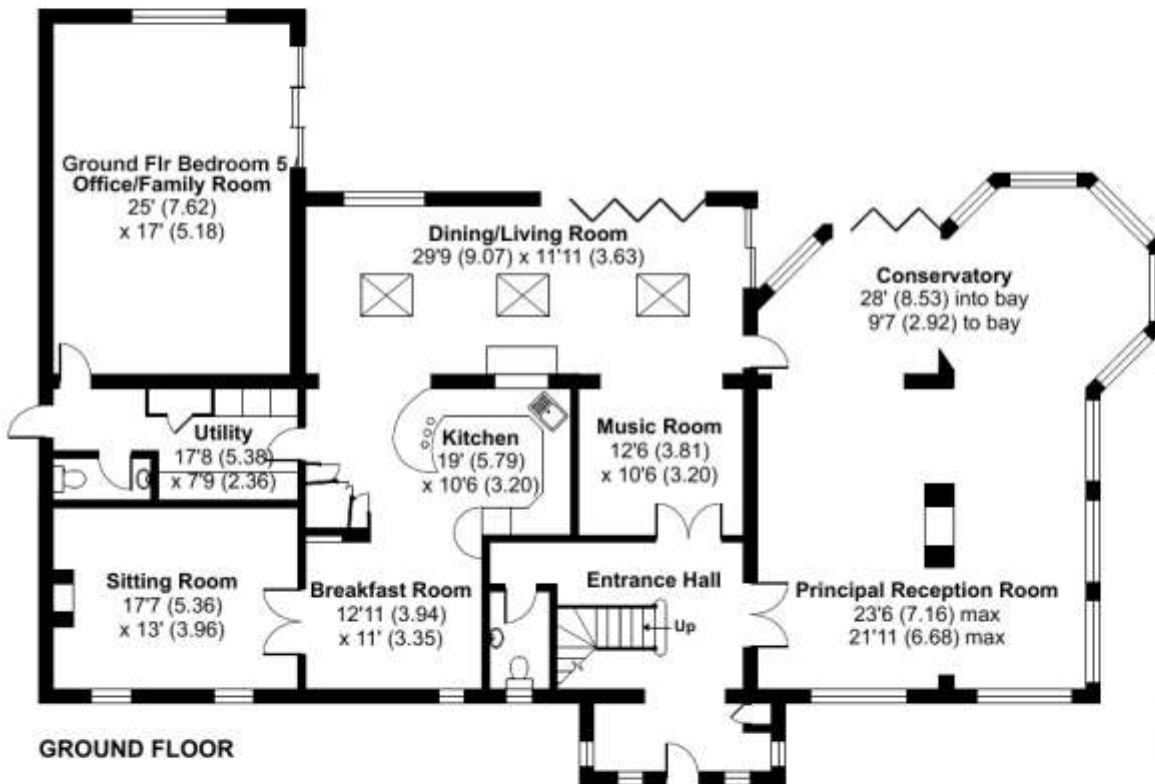 Ground Flr Bedroom 5
Office/Family Room
25' (7.62)
x 17' (5.18)
Dining/Living Room
29'9 (9.07) x 11'11 (3.63)
Conservatory
28' (8.53) into bay
9'7 (2.92) to bay
Utility
17'8 (5.38)
x 7'9 (2.36)
Kitchen
19' (5.79)
x 10'6 (3.20)
Music Room
12'6 (3.81)
x 10'6 (3.20)
Sitting Room
17'7 (5.36)
x 13' (3.96)
Breakfast Room
12'11 (3.94)
x 11' (3.35)
Entrance Hall
Up
Principal Reception Room
23'6 (7.16) max
21'11 (6.68) max
GROUND FLOOR